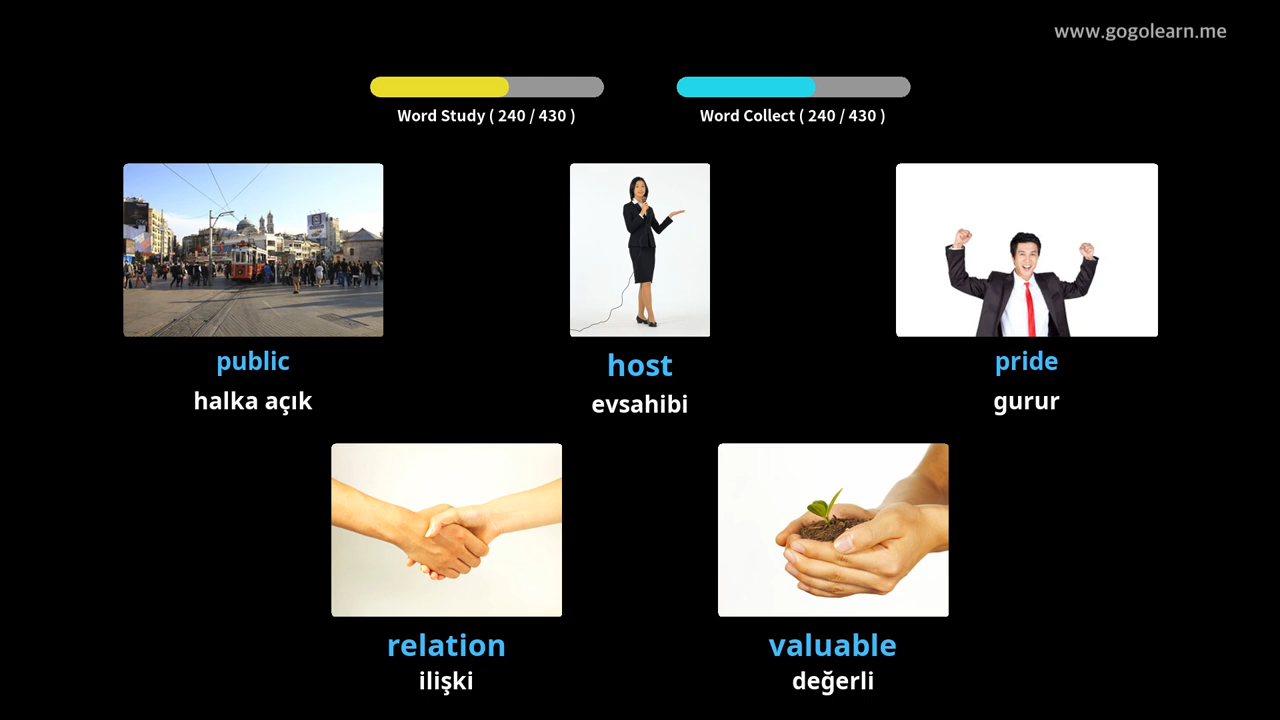 www.gogolearn.me
Word Study ( 240 / 430 )
Word Collect ( 240 / 430 )
public
halka açık
host
evsahibi
pride
gurur
relation
ilişki
valuable
değerli